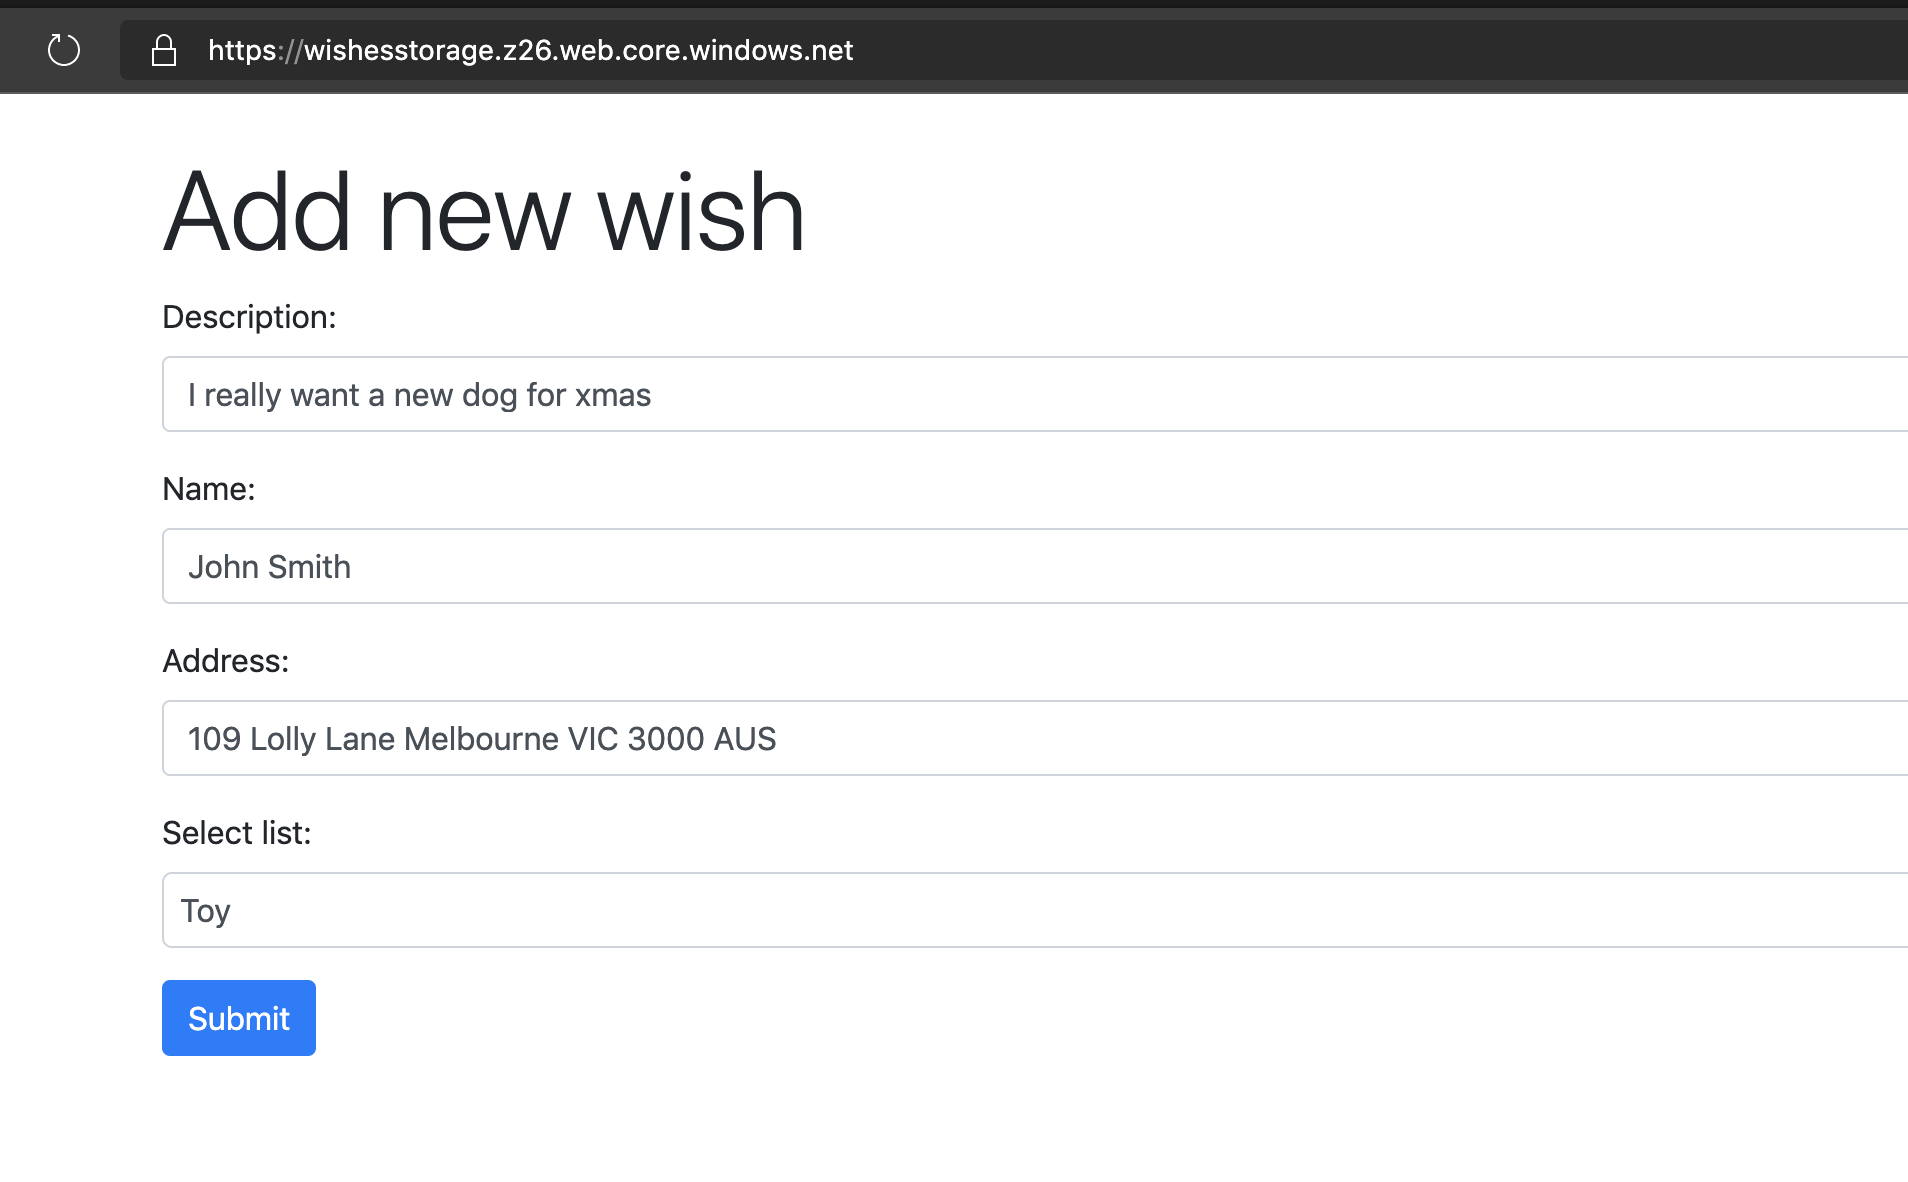 https://wishesstorage.z26.web.core.windows.net
Add new wish
Description:
I really want a new dog for xmas
Name:
John Smith
Address:
109 Lolly Lane Melbourne VIC 3000 AUS
Select list:
Toy
Submit